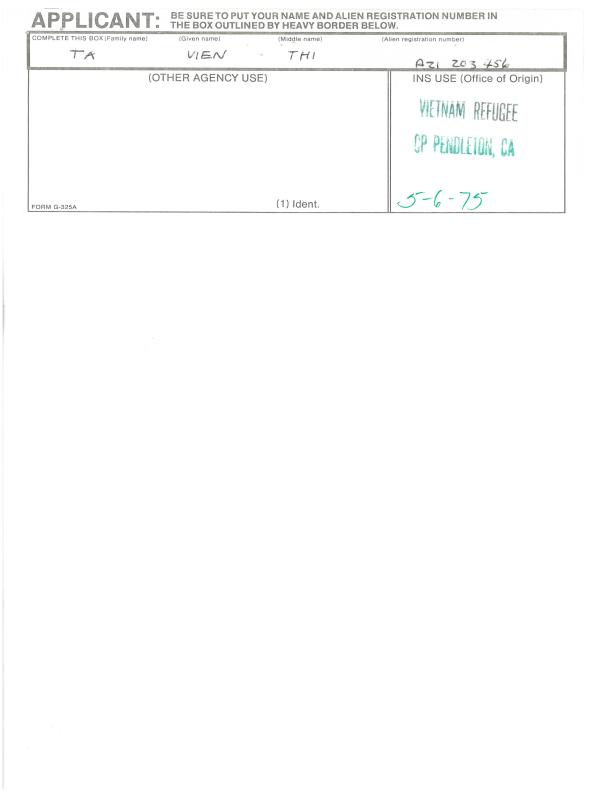 APPLICANT: BE SURE TO PUT YOUR NAME AND ALIEN REGISTRATION NUMBER IN
THE BOX OUTLINED BY HEAVY BORDER BELOW.
COMPLETE THIS BOX (Family name) (Given name) (Middle name) (Alien registration number)
TA VIEN THI A21 203 456
(OTHER AGENCY USE) INS USE (Office of Origin)
VIETNAM REFUGEE
CP PENDLETON, CA
5-6-75
FORM G-325A (1) Ident.